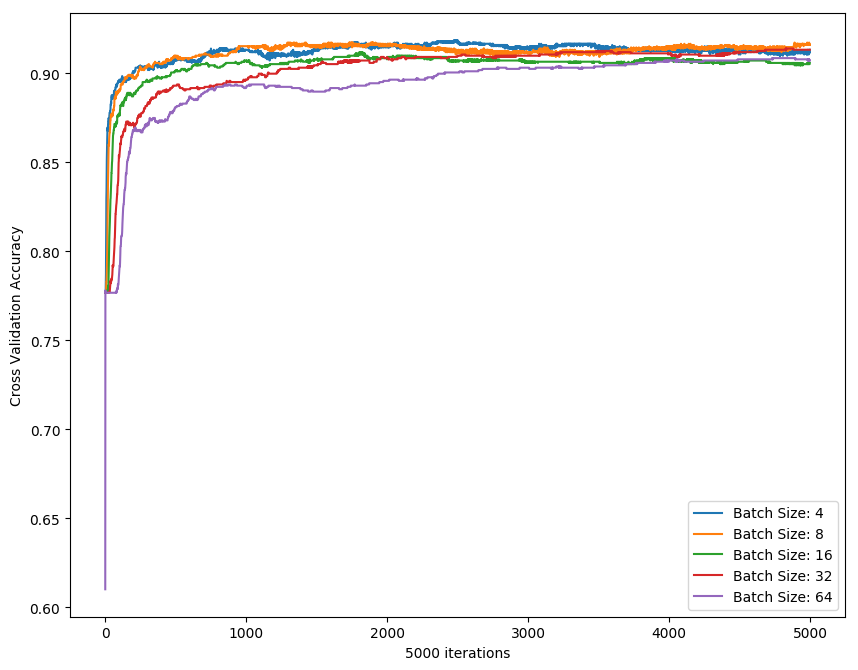 0.90
0.85
0.80
0.75
0.70
0.65
0.60
Cross Validation Accuracy
Batch Size: 4
Batch Size: 8
Batch Size: 16
Batch Size: 32
Batch Size: 64
0 1000 2000 3000 4000 5000
5000 iterations